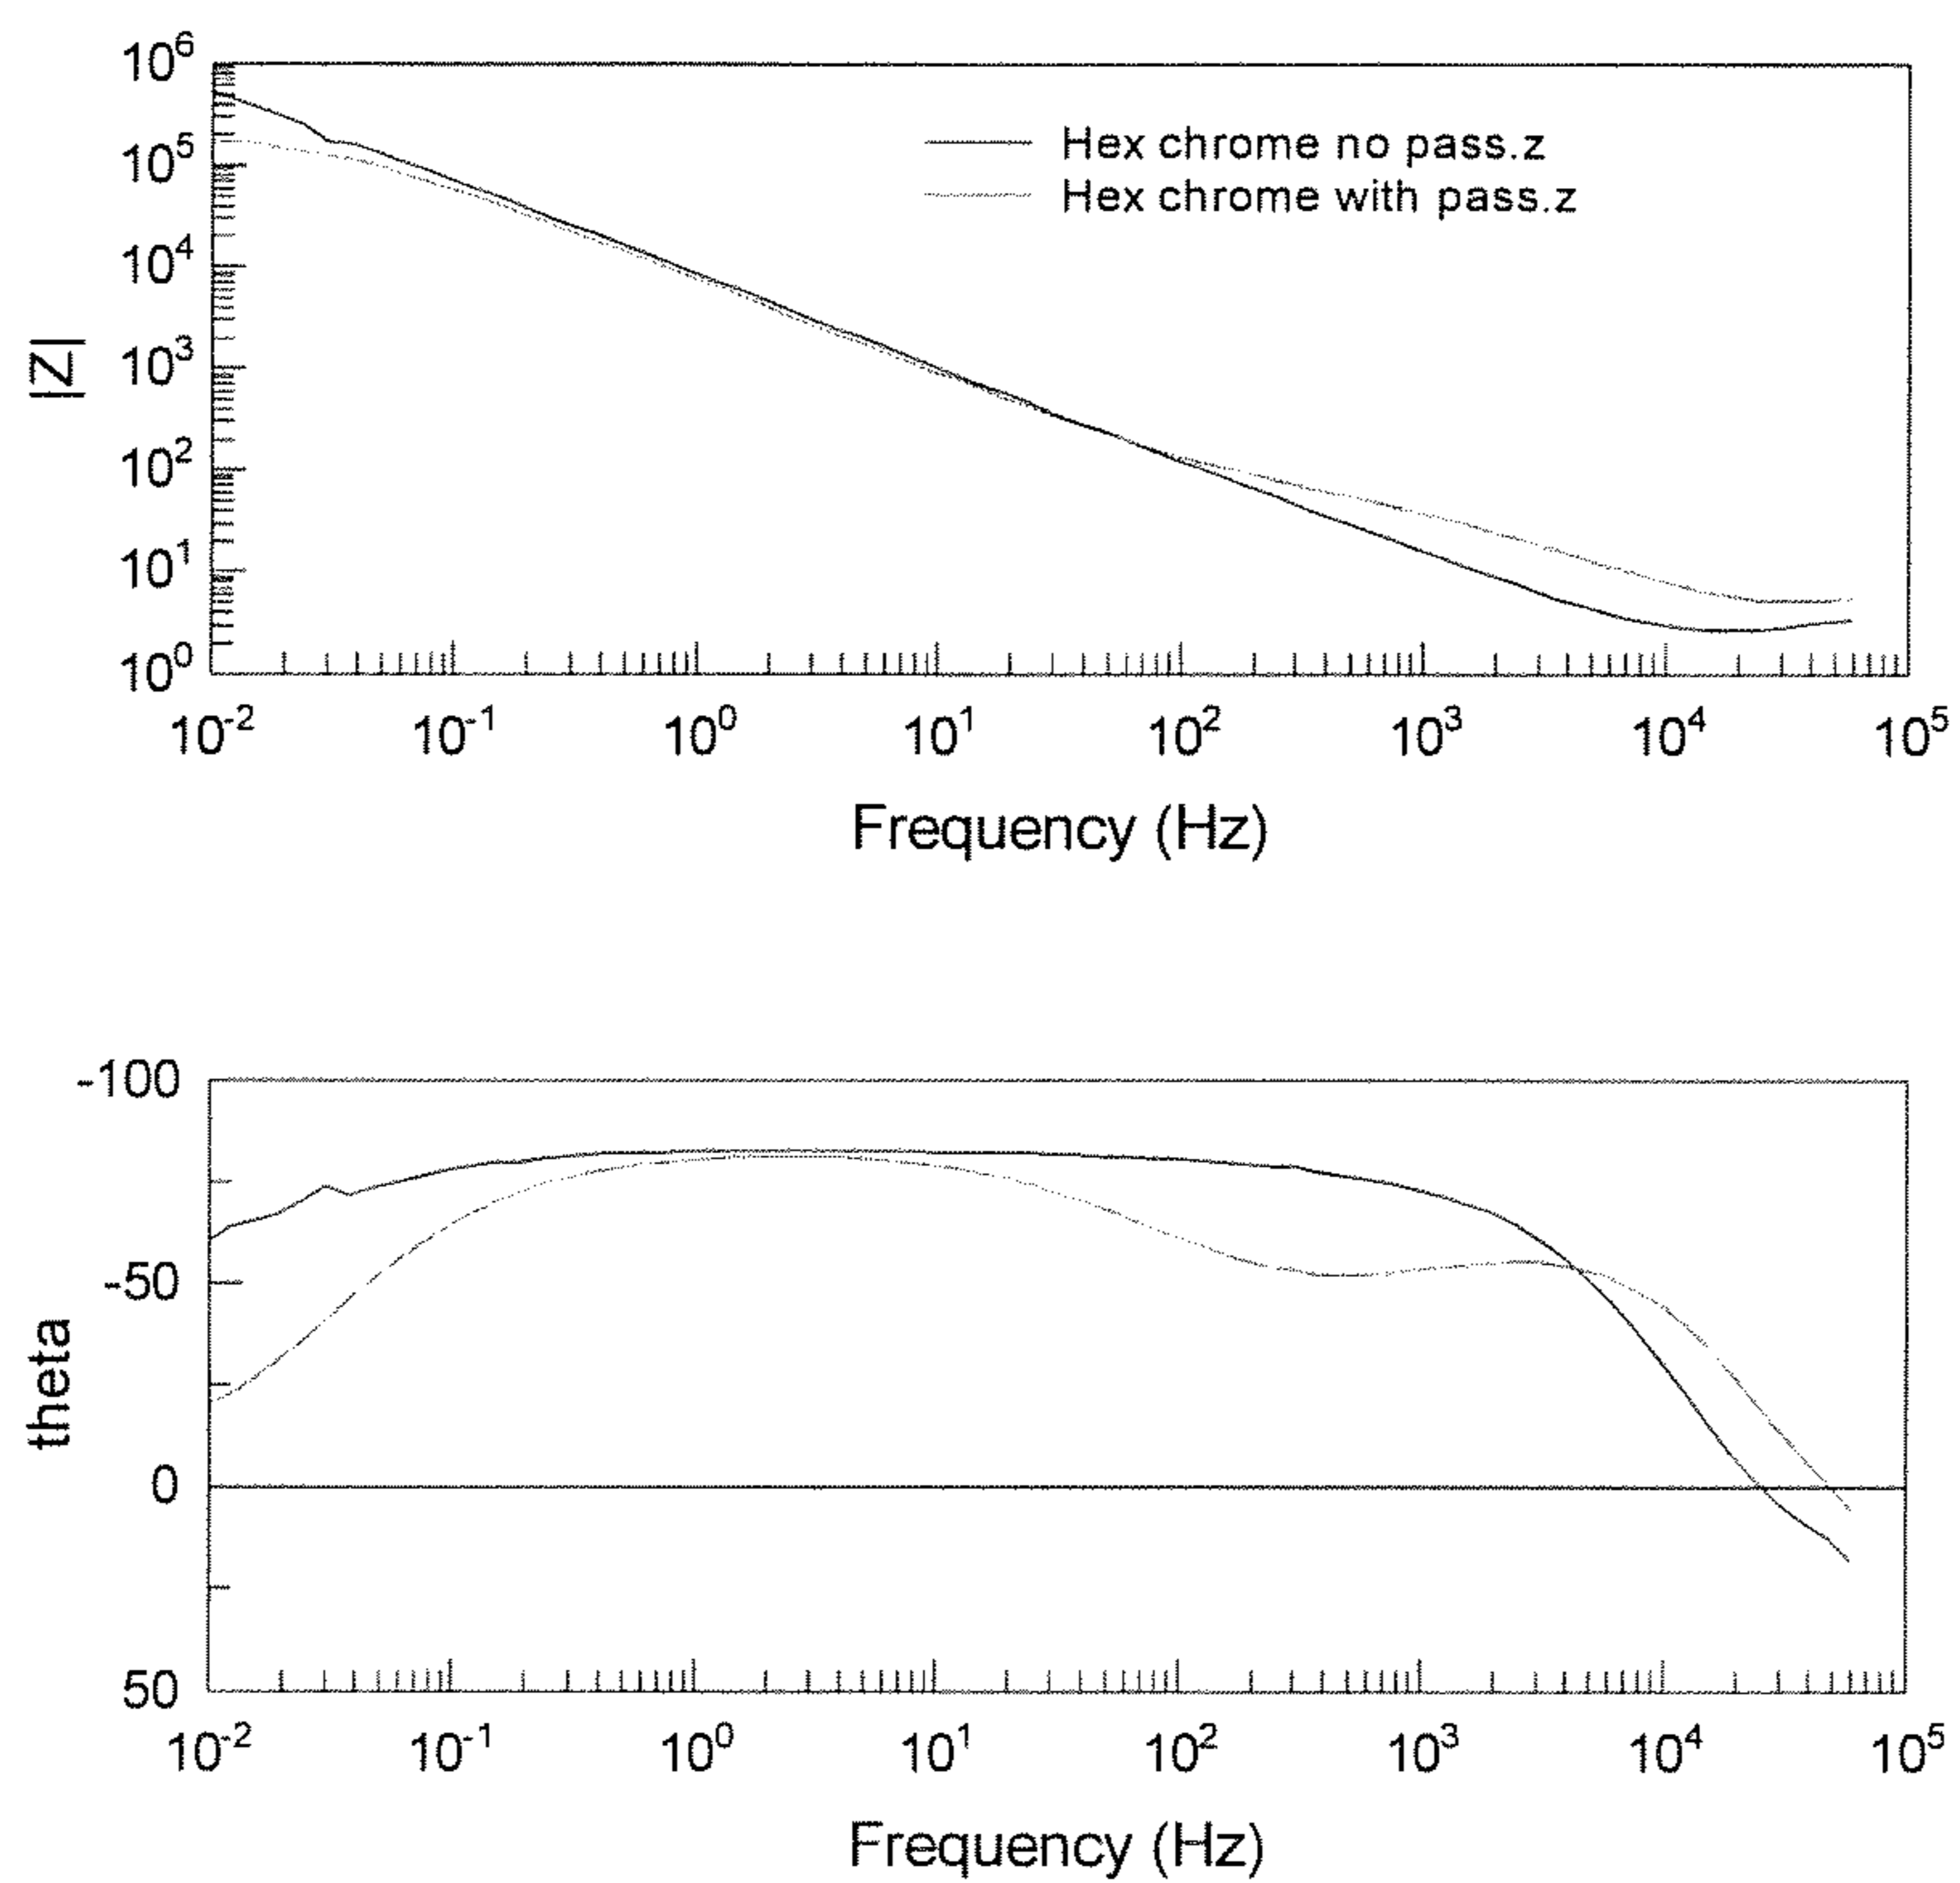 10^6
10^5
10^4
10^3
10^2
10^1
10^0
|Z|
Hex chrome no pass.z
Hex chrome with pass.z
10^-2 10^-1 10^0 10^1 10^2 10^3 10^4 10^5
Frequency (Hz)
-100
-50
0
50
theta
10^-2 10^-1 10^0 10^1 10^2 10^3 10^4 10^5
Frequency (Hz)